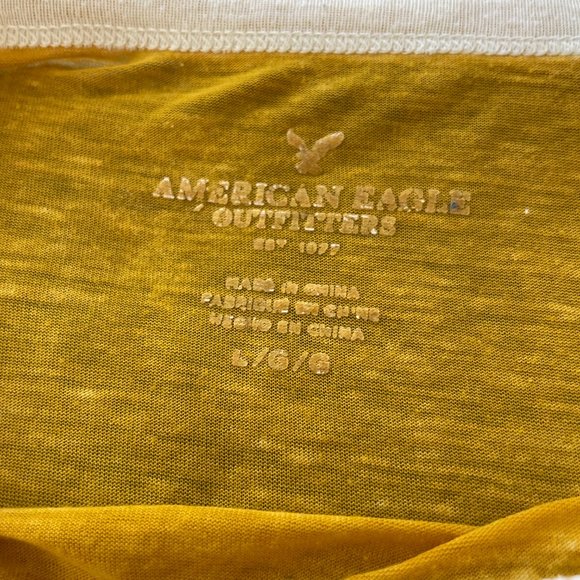 AMERICAN EAGLE
OUTFITTERS
EST 1977
MADE IN CHINA
FABRIQUÉ EN CHINE
HECHO EN CHINA
L/G/G